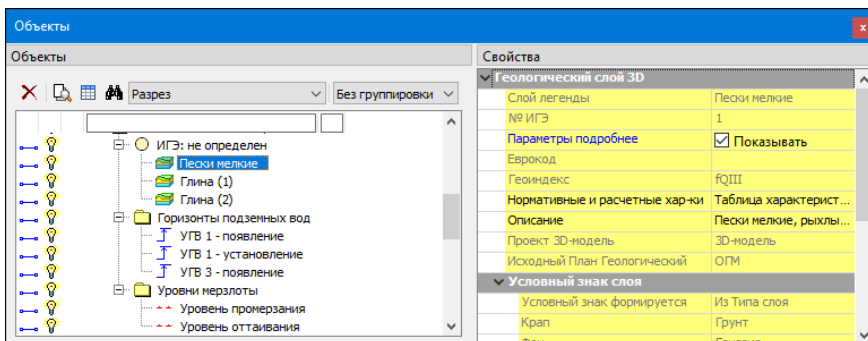 Объекты
Объекты
Разрез
Без группировки
ИГЭ: не определен
Пески мелкие
Глина (1)
Глина (2)
Горизонты подземных вод
УГВ 1 - появление
УГВ 1 - установление
УГВ 3 - появление
Уровни мерзлоты
Уровень промерзания
Уровень оттаивания
Свойства
Геологический слой 3D
Слой легенды Пески мелкие
№ ИГЭ 1
Параметры подробнее Показывать
Еврокод
Геоиндекс fQIII
Нормативные и расчетные хар-ки Таблица характерист...
Описание Пески мелкие, рыхлы...
Проект 3D-модель 3D-модель
Исходный План Геологический ОГМ
Условный знак слоя
Условный знак формируется Из Типа слоя
Крап Грунт